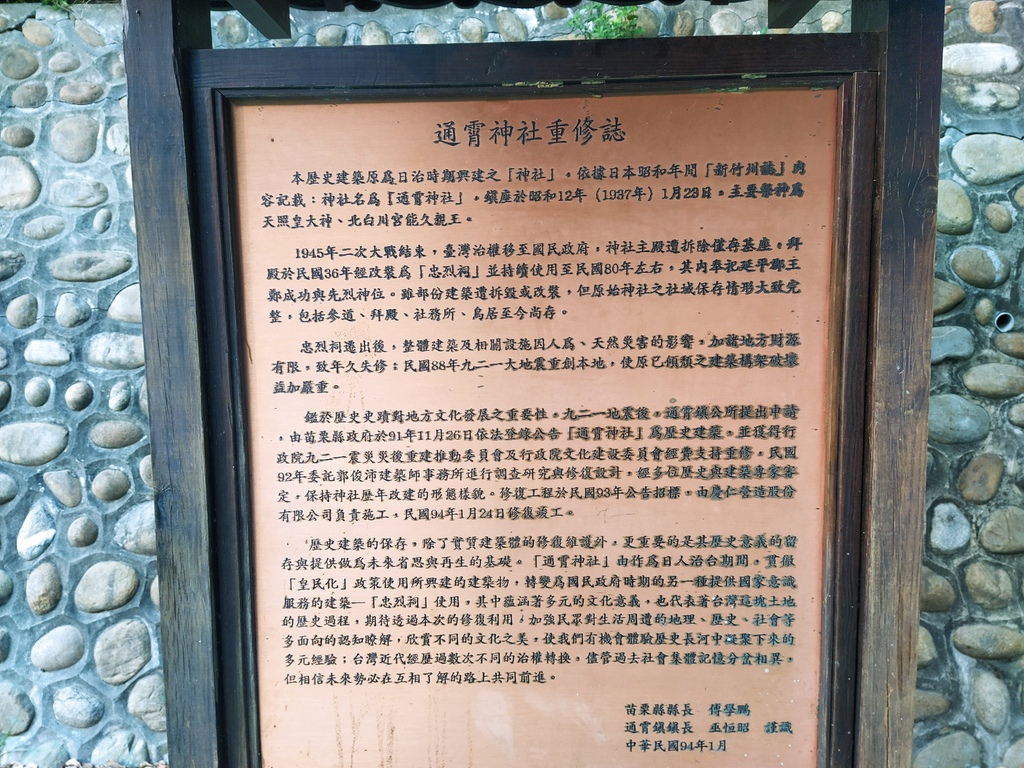 通霄神社重修誌
本歷史建築原為日治時期興建之「神社」。依據日本昭和年間「新竹州誌」內
容記載：神社名為『通霄神社」。鎮座於昭和12年（1937年）1月23日。主要祭神為
天照皇大神、北白川宮能久親王。
1945年二次大戰結束，臺灣治權移至國民政府，神社主殿遭拆除僅存基座。拜
殿於民國36年經改裝為「忠烈祠」並持續使用至民國80年左右，其內奉祀延平郡王
鄭成功與先烈神位。雖部份建築遭拆毀或改裝，但原始神社之社域保存情形大致完
整，包括參道、拜殿、社務所、鳥居至今尚存。
忠烈祠遷出後，整體建築及相關設施因人為、天然災害的影響，加諸地方財源
有限，致年久失修；民國88年九二一大地震重創本地，使原已傾頹之建築構架破壞
益加嚴重。
鑑於歷史史蹟對地方文化發展之重要性，九二一地震後，通霄鎮公所提出申請
，由苗栗縣政府於91年11月26日依法登錄公告「通霄神社」為歷史建築，並獲得行
政院九二一震災災後重建推動委員會及行政院文化建設委員會經費支持重修，民國
92年委託郭俊沛建築師事務所進行調查研究與修復設計，經多位歷史與建築專家審
定，保持神社歷年改建的形態樣貌。修復工程於民國93年公告招標，由慶仁營造股份
有限公司負責施工，民國94年1月24日修復竣工。
歷史建築的保存，除了實質建築體的修復維護外，更重要的是其歷史意義的留
存與提供做為未來省思與再生的基礎。「通霄神社」由作為日人治台期間，貫徹
「皇民化」政策使用所興建的建築物，轉變為國民政府時期的另一種提供國家意識
服務的建築—「忠烈祠」使用，其中蘊涵著多元的文化意義，也代表著台灣這塊土地
的歷史過程，期待透過本次的修復利用，加強民眾對生活周遭的地理、歷史、社會等
多面向的認知瞭解，欣賞不同的文化之美，使我們有機會體驗歷史長河中凝聚下來的
多元經驗；台灣近代經歷過數次不同的治權轉換，儘管過去社會集體記憶分岔相異，
但相信未來勢必在互相了解的路上共同前進。
苗栗縣縣長　傅學鵬
通霄鎮鎮長　巫恒昭　謹識
中華民國94年1月